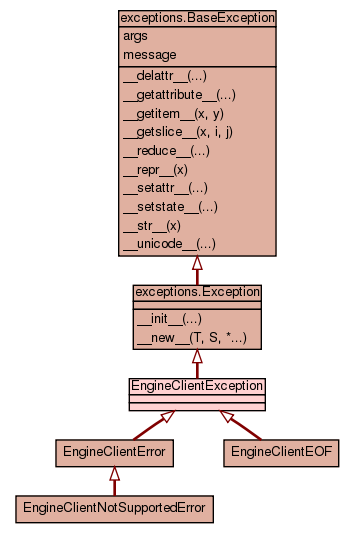 exceptions.BaseException
args
message
__delattr__(...)
__getattribute__(...)
__getitem__(x, y)
__getslice__(x, i, j)
__reduce__(...)
__repr__(x)
__setattr__(...)
__setstate__(...)
__str__(x)
__unicode__(...)
exceptions.Exception
__init__(...)
__new__(T, S, *...)
EngineClientException
EngineClientError
EngineClientEOF
EngineClientNotSupportedError